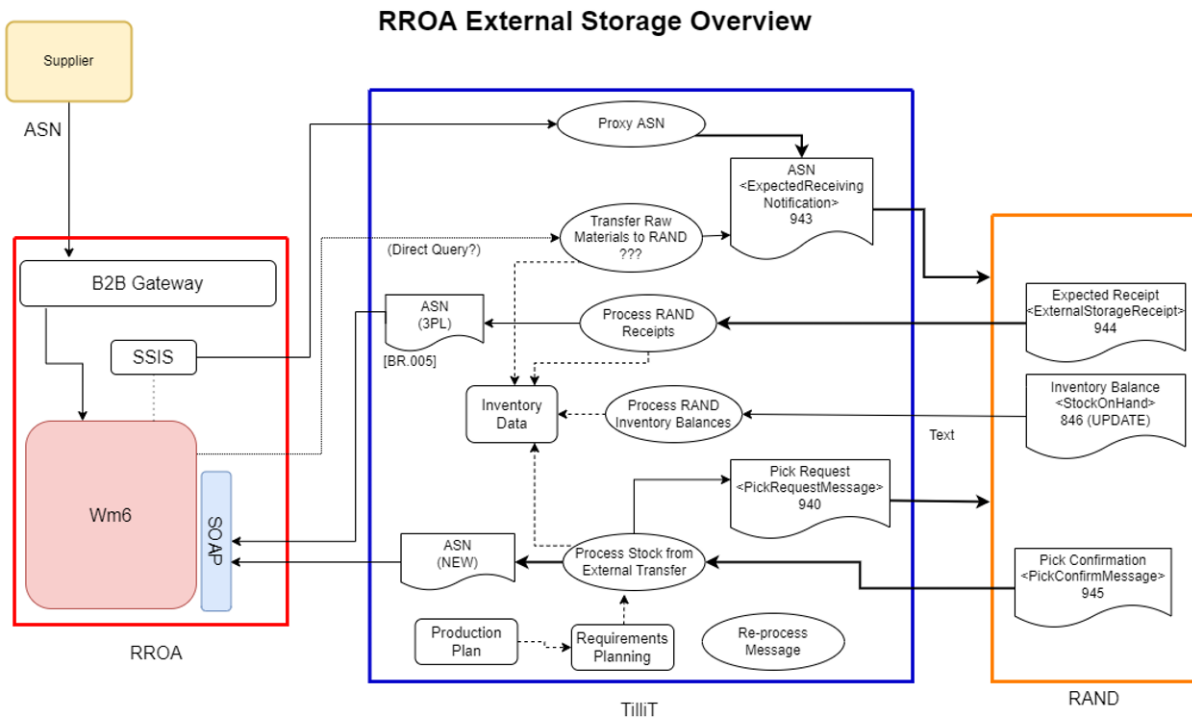 RROA External Storage Overview
Supplier
ASN
B2B Gateway
SSIS
Wm6
SOAP
RROA
(Direct Query?)
Proxy ASN
ASN
<ExpectedReceiving
Notification>
943
Transfer Raw
Materials to RAND
???
ASN
(3PL)
[BR.005]
Process RAND
Receipts
Inventory
Data
Process RAND
Inventory Balances
Pick Request
<PickRequestMessage>
940
ASN
(NEW)
Process Stock from
External Transfer
Production
Plan
Requirements
Planning
Re-process
Message
TilliT
Text
Expected Receipt
<ExternalStorageReceipt>
944
Inventory Balance
<StockOnHand>
846 (UPDATE)
Pick Confirmation
<PickConfirmMessage>
945
RAND